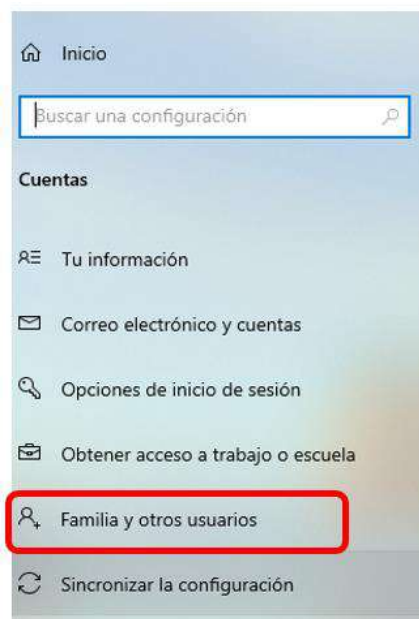 Inicio
Buscar una configuración
Cuentas
Tu información
Correo electrónico y cuentas
Opciones de inicio de sesión
Obtener acceso a trabajo o escuela
Familia y otros usuarios
Sincronizar la configuración